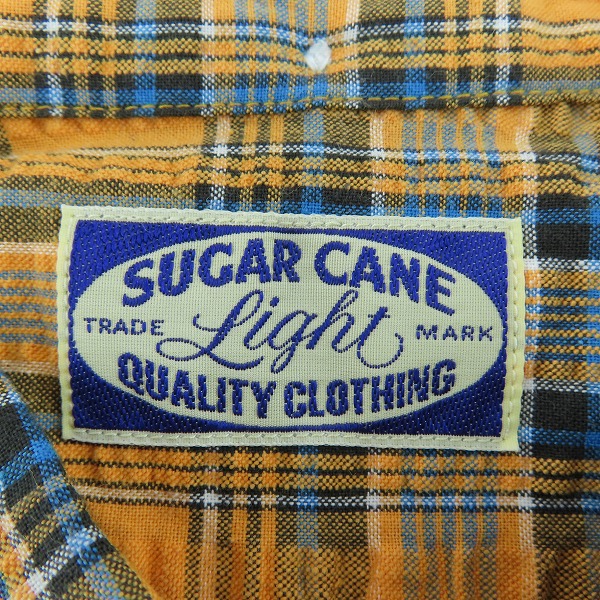 SUGAR CANE
TRADE Light MARK
QUALITY CLOTHING